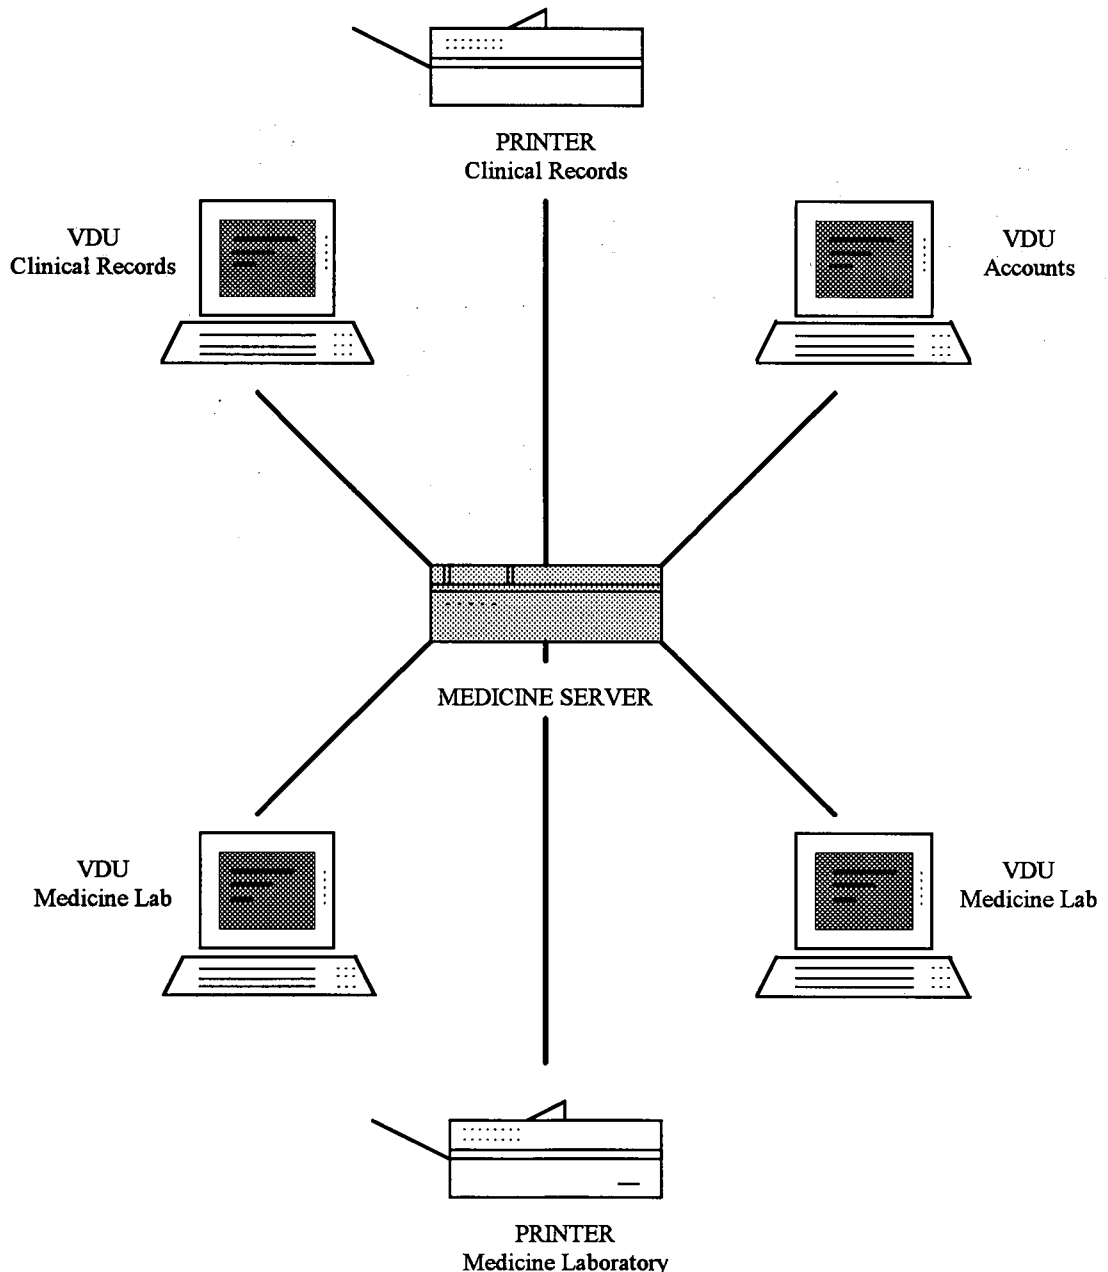 PRINTER
Clinical Records
VDU
Clinical Records
VDU
Accounts
MEDICINE SERVER
VDU
Medicine Lab
VDU
Medicine Lab
PRINTER
Medicine Laboratory